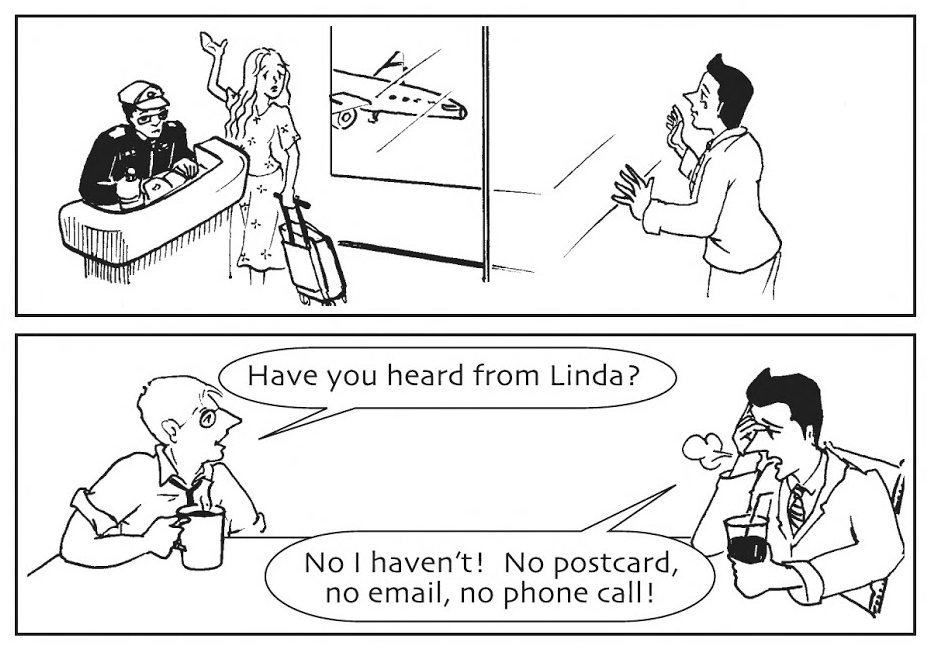 Have you heard from Linda?
No I haven't! No postcard,
no email, no phone call!